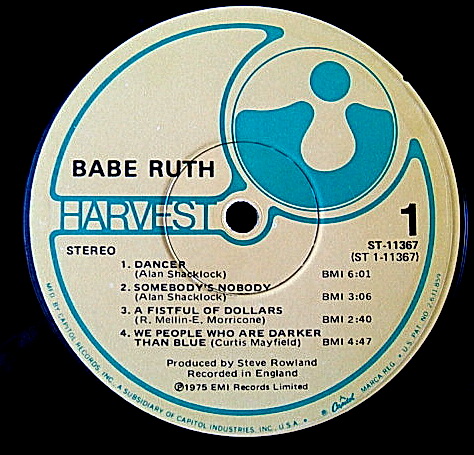 BABE RUTH
HARVEST
1
STEREO
ST-11367
(ST 1-11367)
1. DANCER
(Alan Shacklock) BMI 6:01
2. SOMEBODY'S NOBODY
(Alan Shacklock) BMI 3:06
3. A FISTFUL OF DOLLARS
(R. Mellin-E. Morricone) BMI 2:40
4. WE PEOPLE WHO ARE DARKER
THAN BLUE (Curtis Mayfield) BMI 4:47
Produced by Steve Rowland
Recorded in England
Ⓟ©1975 EMI Records Limited
MFD. BY CAPITOL RECORDS, INC., A SUBSIDIARY OF CAPITOL INDUSTRIES, INC., U.S.A. • ® Capitol MARCA REG. • U.S. PAT. NO. 2,631,859